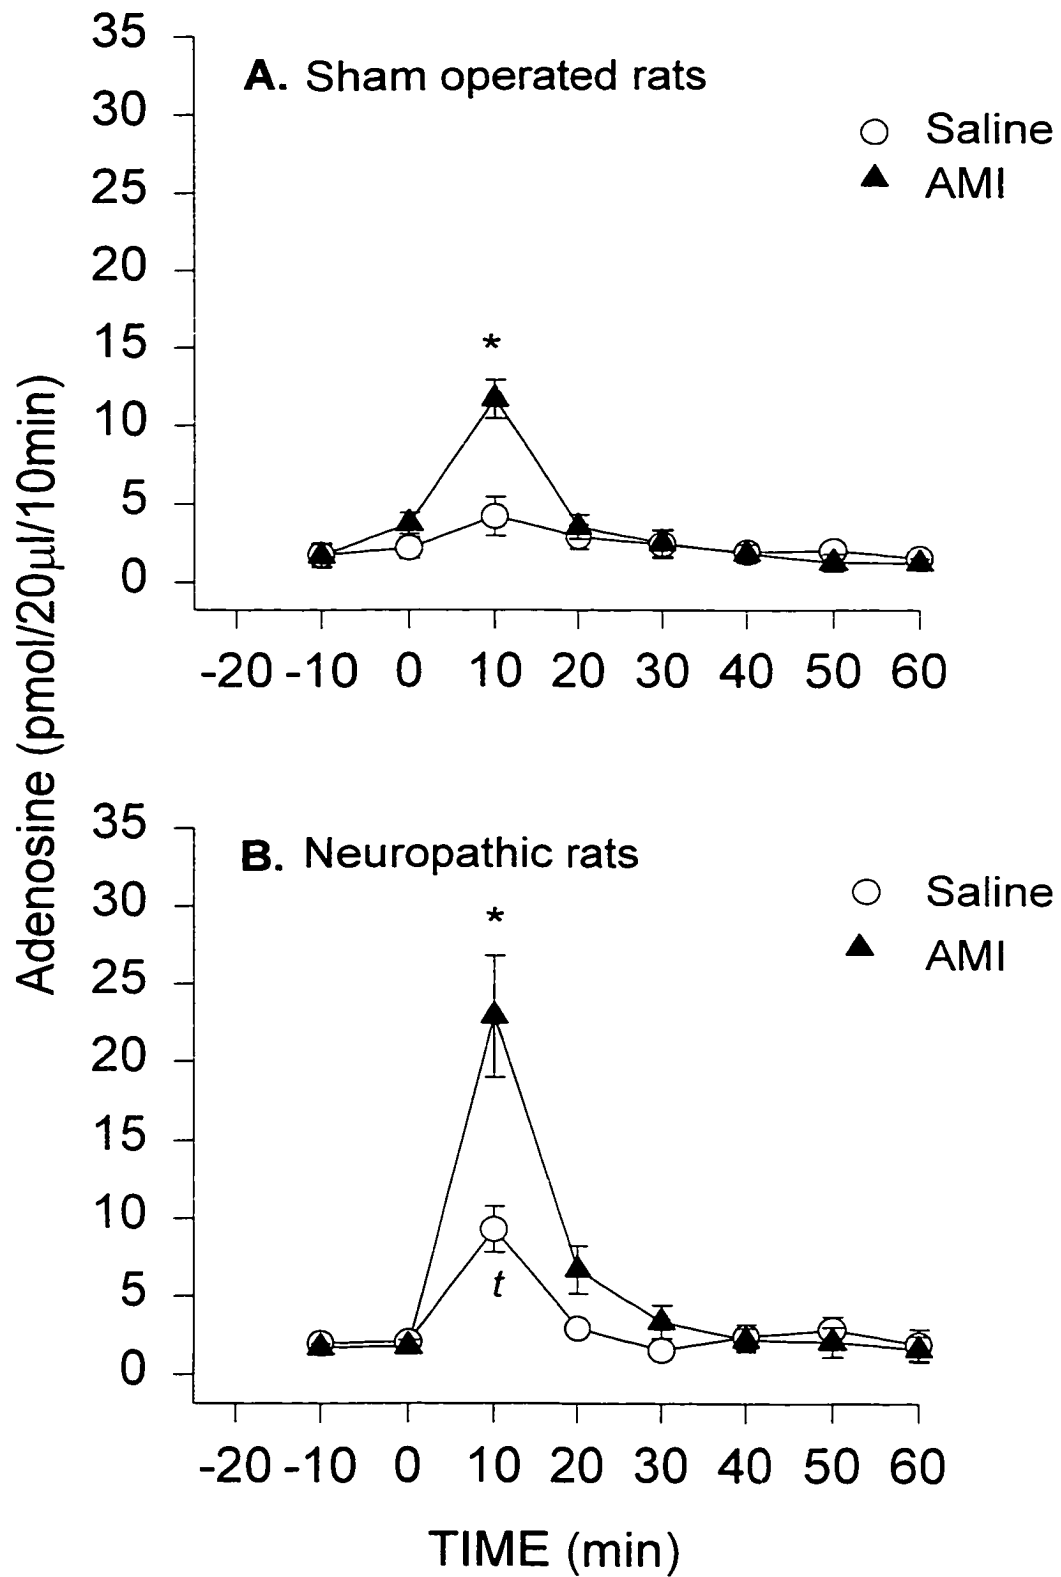 35
A. Sham operated rats
30
Saline
25
AMI
20
15
*
10
5
0
-20 -10 0 10 20 30 40 50 60
Adenosine (pmol/20μl/10min)
35
B. Neuropathic rats
30
Saline
*
25
AMI
20
15
10
5
t
0
-20 -10 0 10 20 30 40 50 60
TIME (min)